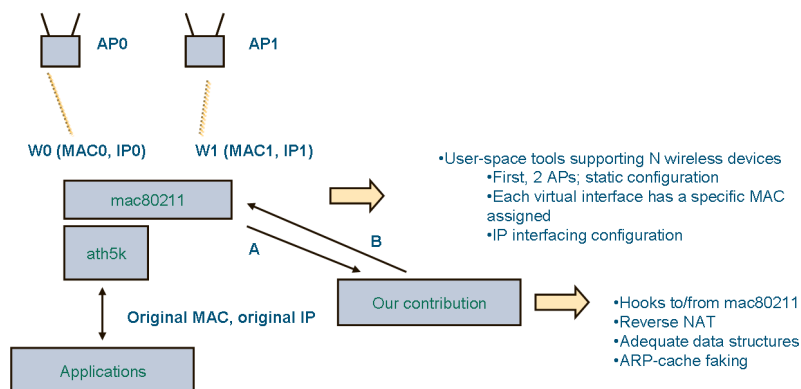 AP0
AP1
W0 (MAC0, IP0)
W1 (MAC1, IP1)
•User-space tools supporting N wireless devices
•First, 2 APs; static configuration
•Each virtual interface has a specific MAC
assigned
•IP interfacing configuration
mac80211
B
A
ath5k
Our contribution
•Hooks to/from mac80211
•Reverse NAT
•Adequate data structures
•ARP-cache faking
Original MAC, original IP
Applications